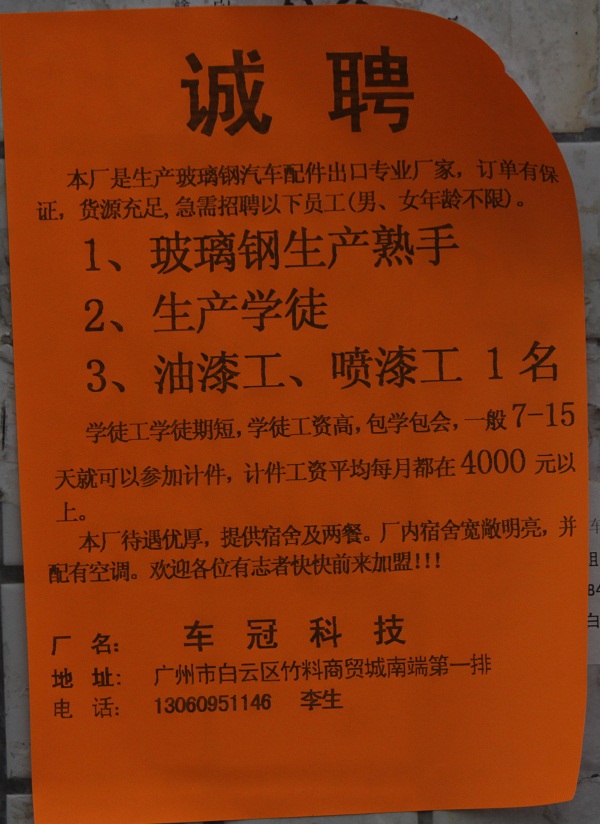 诚 聘
本厂是生产玻璃钢汽车配件出口专业厂家，订单有保
证，货源充足,急需招聘以下员工(男、女年龄不限)。
1、玻璃钢生产熟手
2、生产学徒
3、油漆工、喷漆工 1 名
学徒工学徒期短,学徒工资高,包学包会,一般 7-15
天就可以参加计件，计件工资平均每月都在 4000 元以
上。
本厂待遇优厚，提供宿舍及两餐。厂内宿舍宽敞明亮，并
配有空调。欢迎各位有志者快快前来加盟!!!
厂 名： 车 冠 科 技
地 址： 广州市白云区竹料商贸城南端第一排
电 话： 13060951146 李生